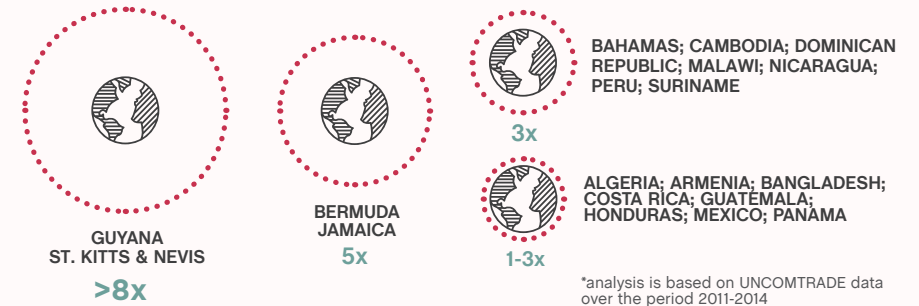 GUYANA
ST. KITTS & NEVIS
>8x
BERMUDA
JAMAICA
5x
BAHAMAS; CAMBODIA; DOMINICAN
REPUBLIC; MALAWI; NICARAGUA;
PERU; SURINAME
3x
ALGERIA; ARMENIA; BANGLADESH;
COSTA RICA; GUATEMALA;
HONDURAS; MEXICO; PANAMA
1-3x
*analysis is based on UNCOMTRADE data
over the period 2011-2014